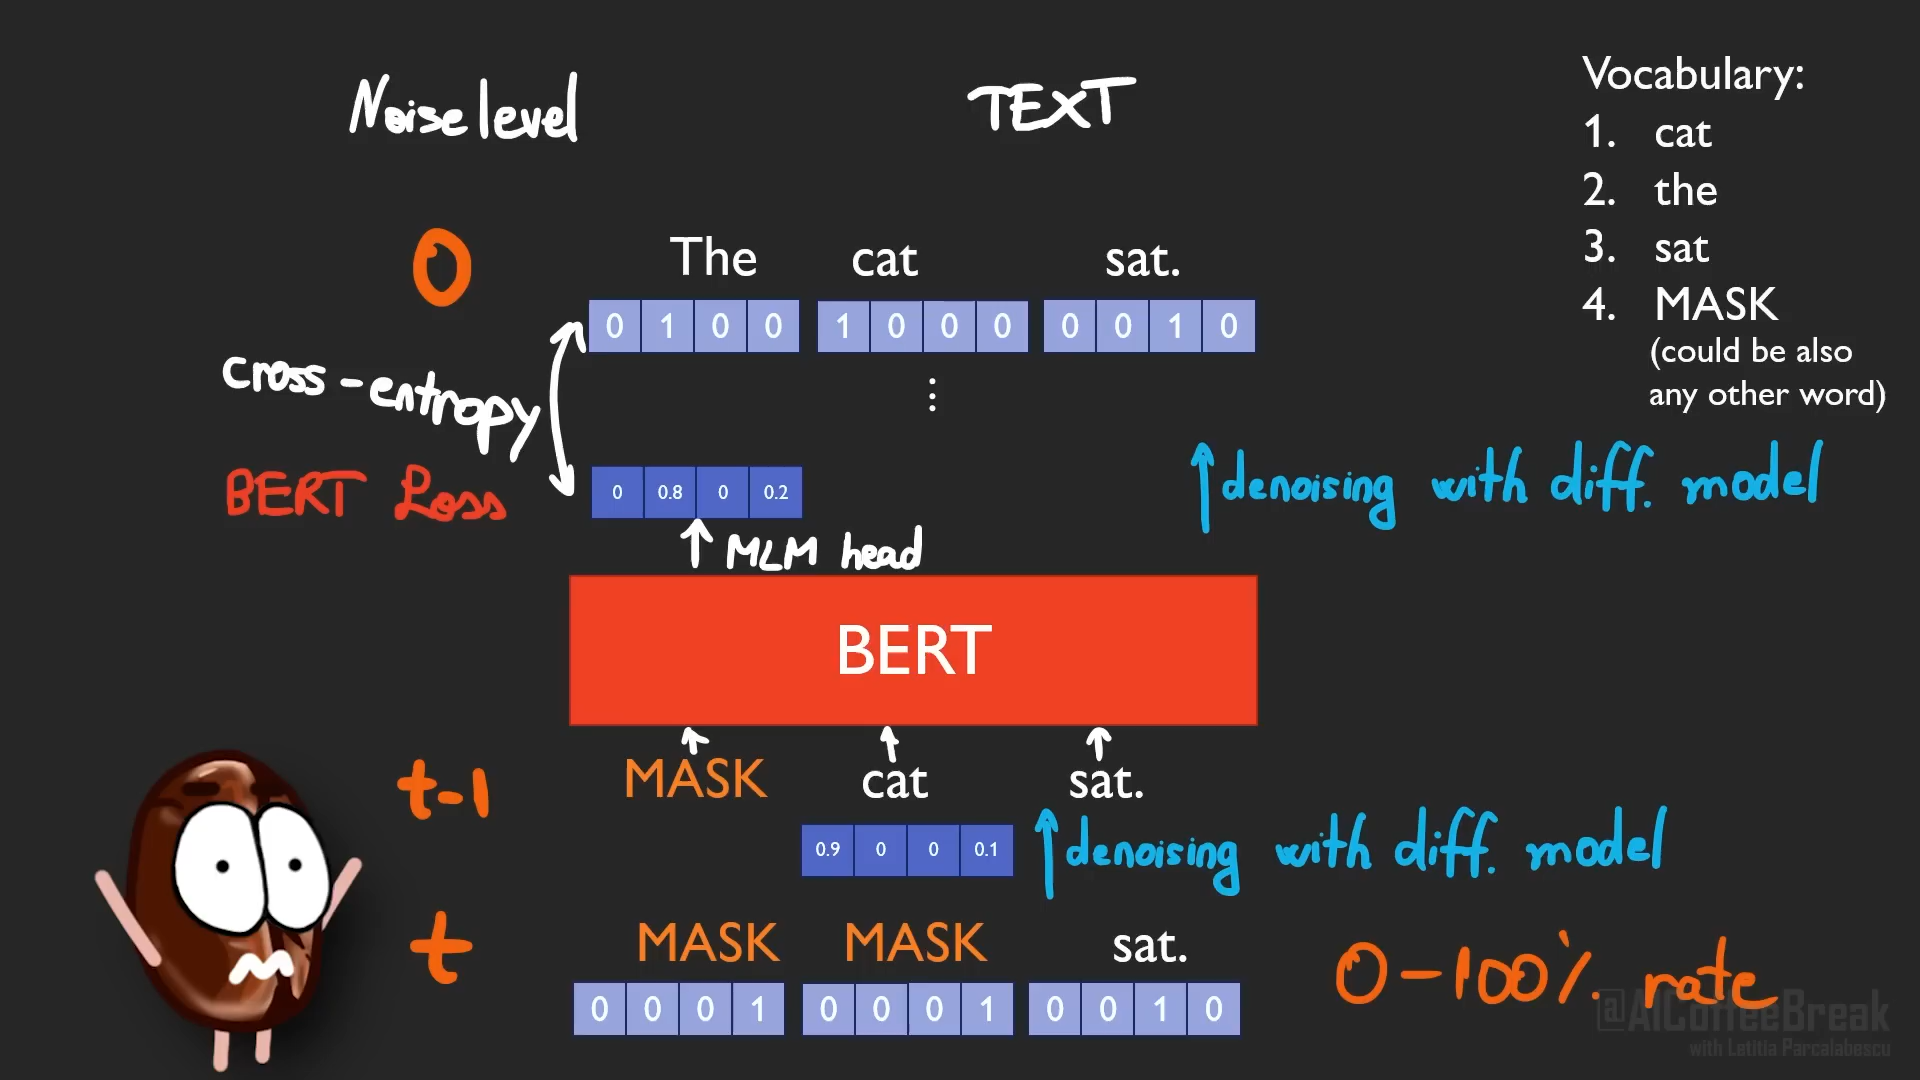 Noise level
TEXT
Vocabulary:
1. cat
2. the
3. sat
4. MASK
(could be also
any other word)
0
The cat sat.
0 1 0 0 1 0 0 0 0 0 1 0
cross-entropy
⋮
BERT Loss
0 0.8 0 0.2
denoising with diff. model
MLM head
BERT
t-1
MASK cat sat.
0.9 0 0 0.1
denoising with diff. model
t
MASK MASK sat.
0-100% rate
0 0 0 1 0 0 0 1 0 0 1 0
@AICoffeeBreak
with Letitia Parcalabescu